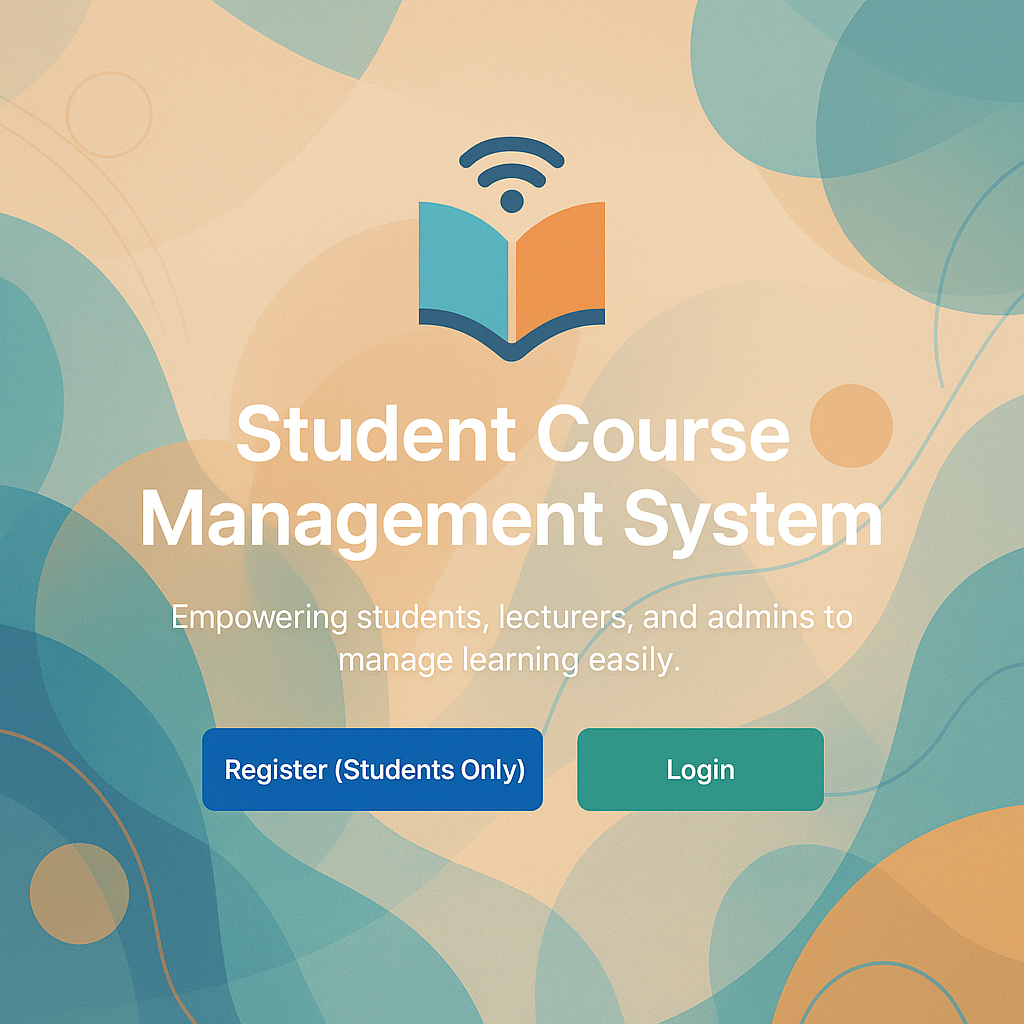 Student Course
Management System
Empowering students, lecturers, and admins to
manage learning easily.
Register (Students Only)
Login